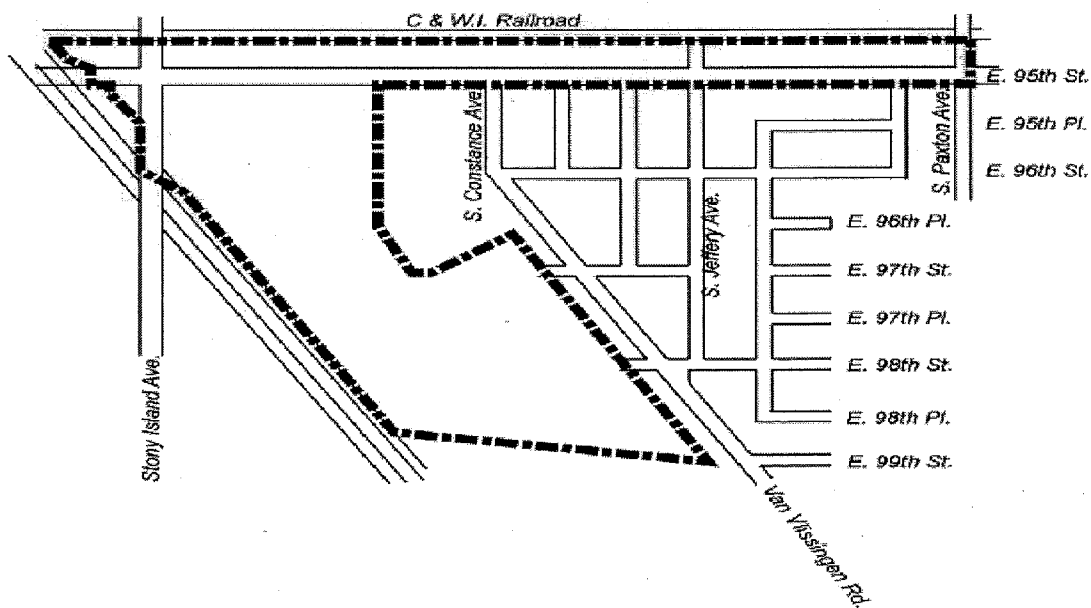 C & W.I. Railroad
E. 95th St.
E. 95th Pl.
E. 96th St.
S. Paxton Ave.
S. Constance Ave.
S. Jeffery Ave.
E. 96th Pl.
E. 97th St.
E. 97th Pl.
E. 98th St.
E. 98th Pl.
E. 99th St.
Stony Island Ave.
Van Vlissingen Rd.